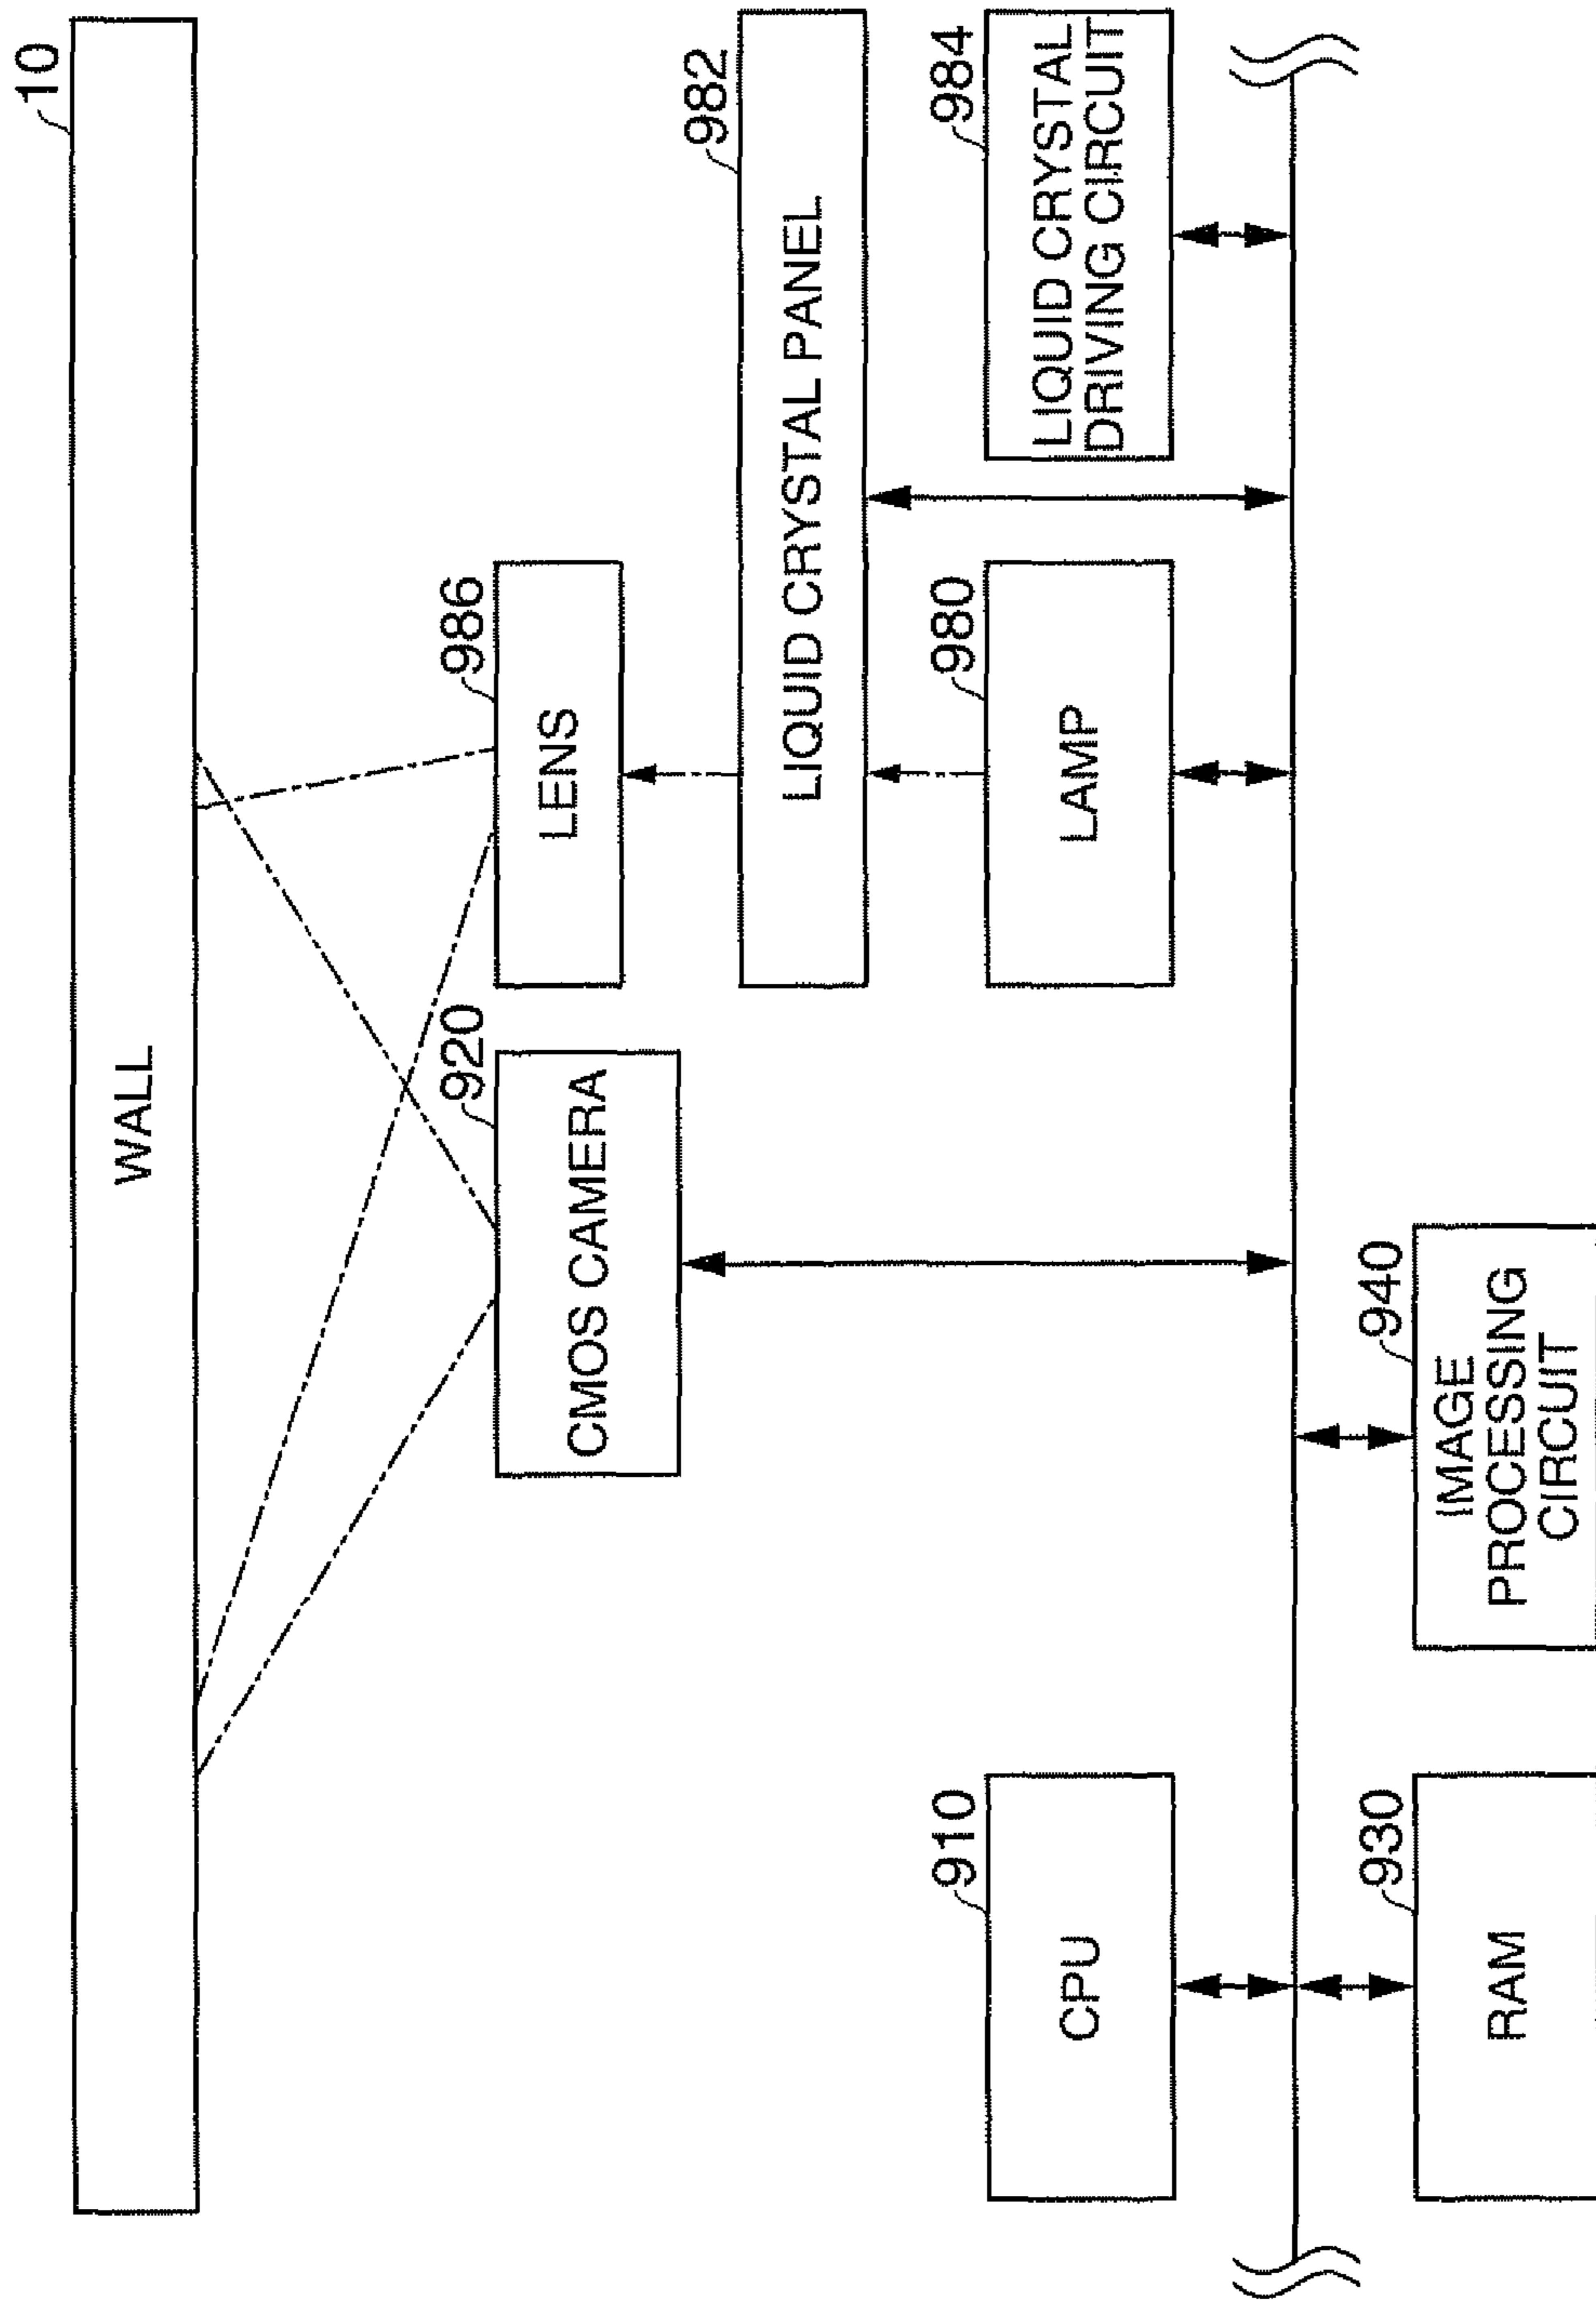 10
WALL
920
CMOS CAMERA
986
LENS
982
LIQUID CRYSTAL PANEL
910
CPU
980
LAMP
984
LIQUID CRYSTAL
DRIVING CIRCUIT
930
RAM
940
IMAGE
PROCESSING
CIRCUIT